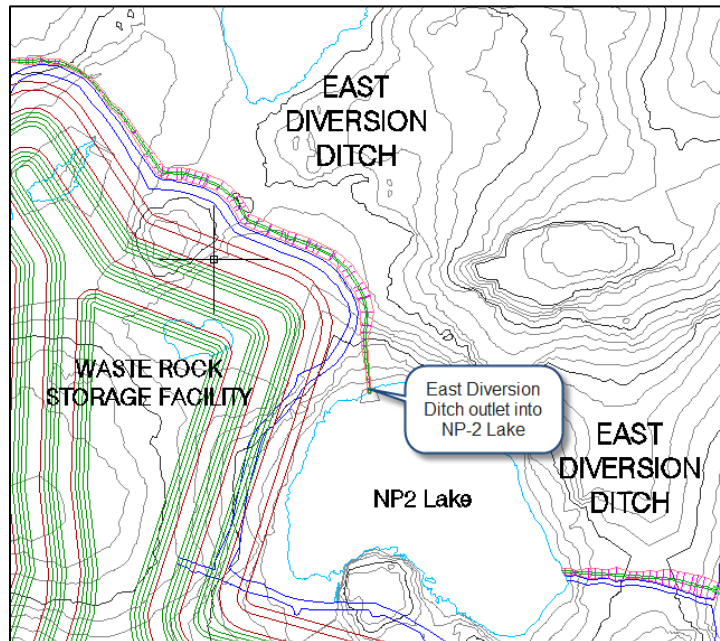 EAST
DIVERSION
DITCH
WASTE ROCK
STORAGE FACILITY
East Diversion
Ditch outlet into
NP-2 Lake
EAST
DIVERSION
DITCH
NP2 Lake